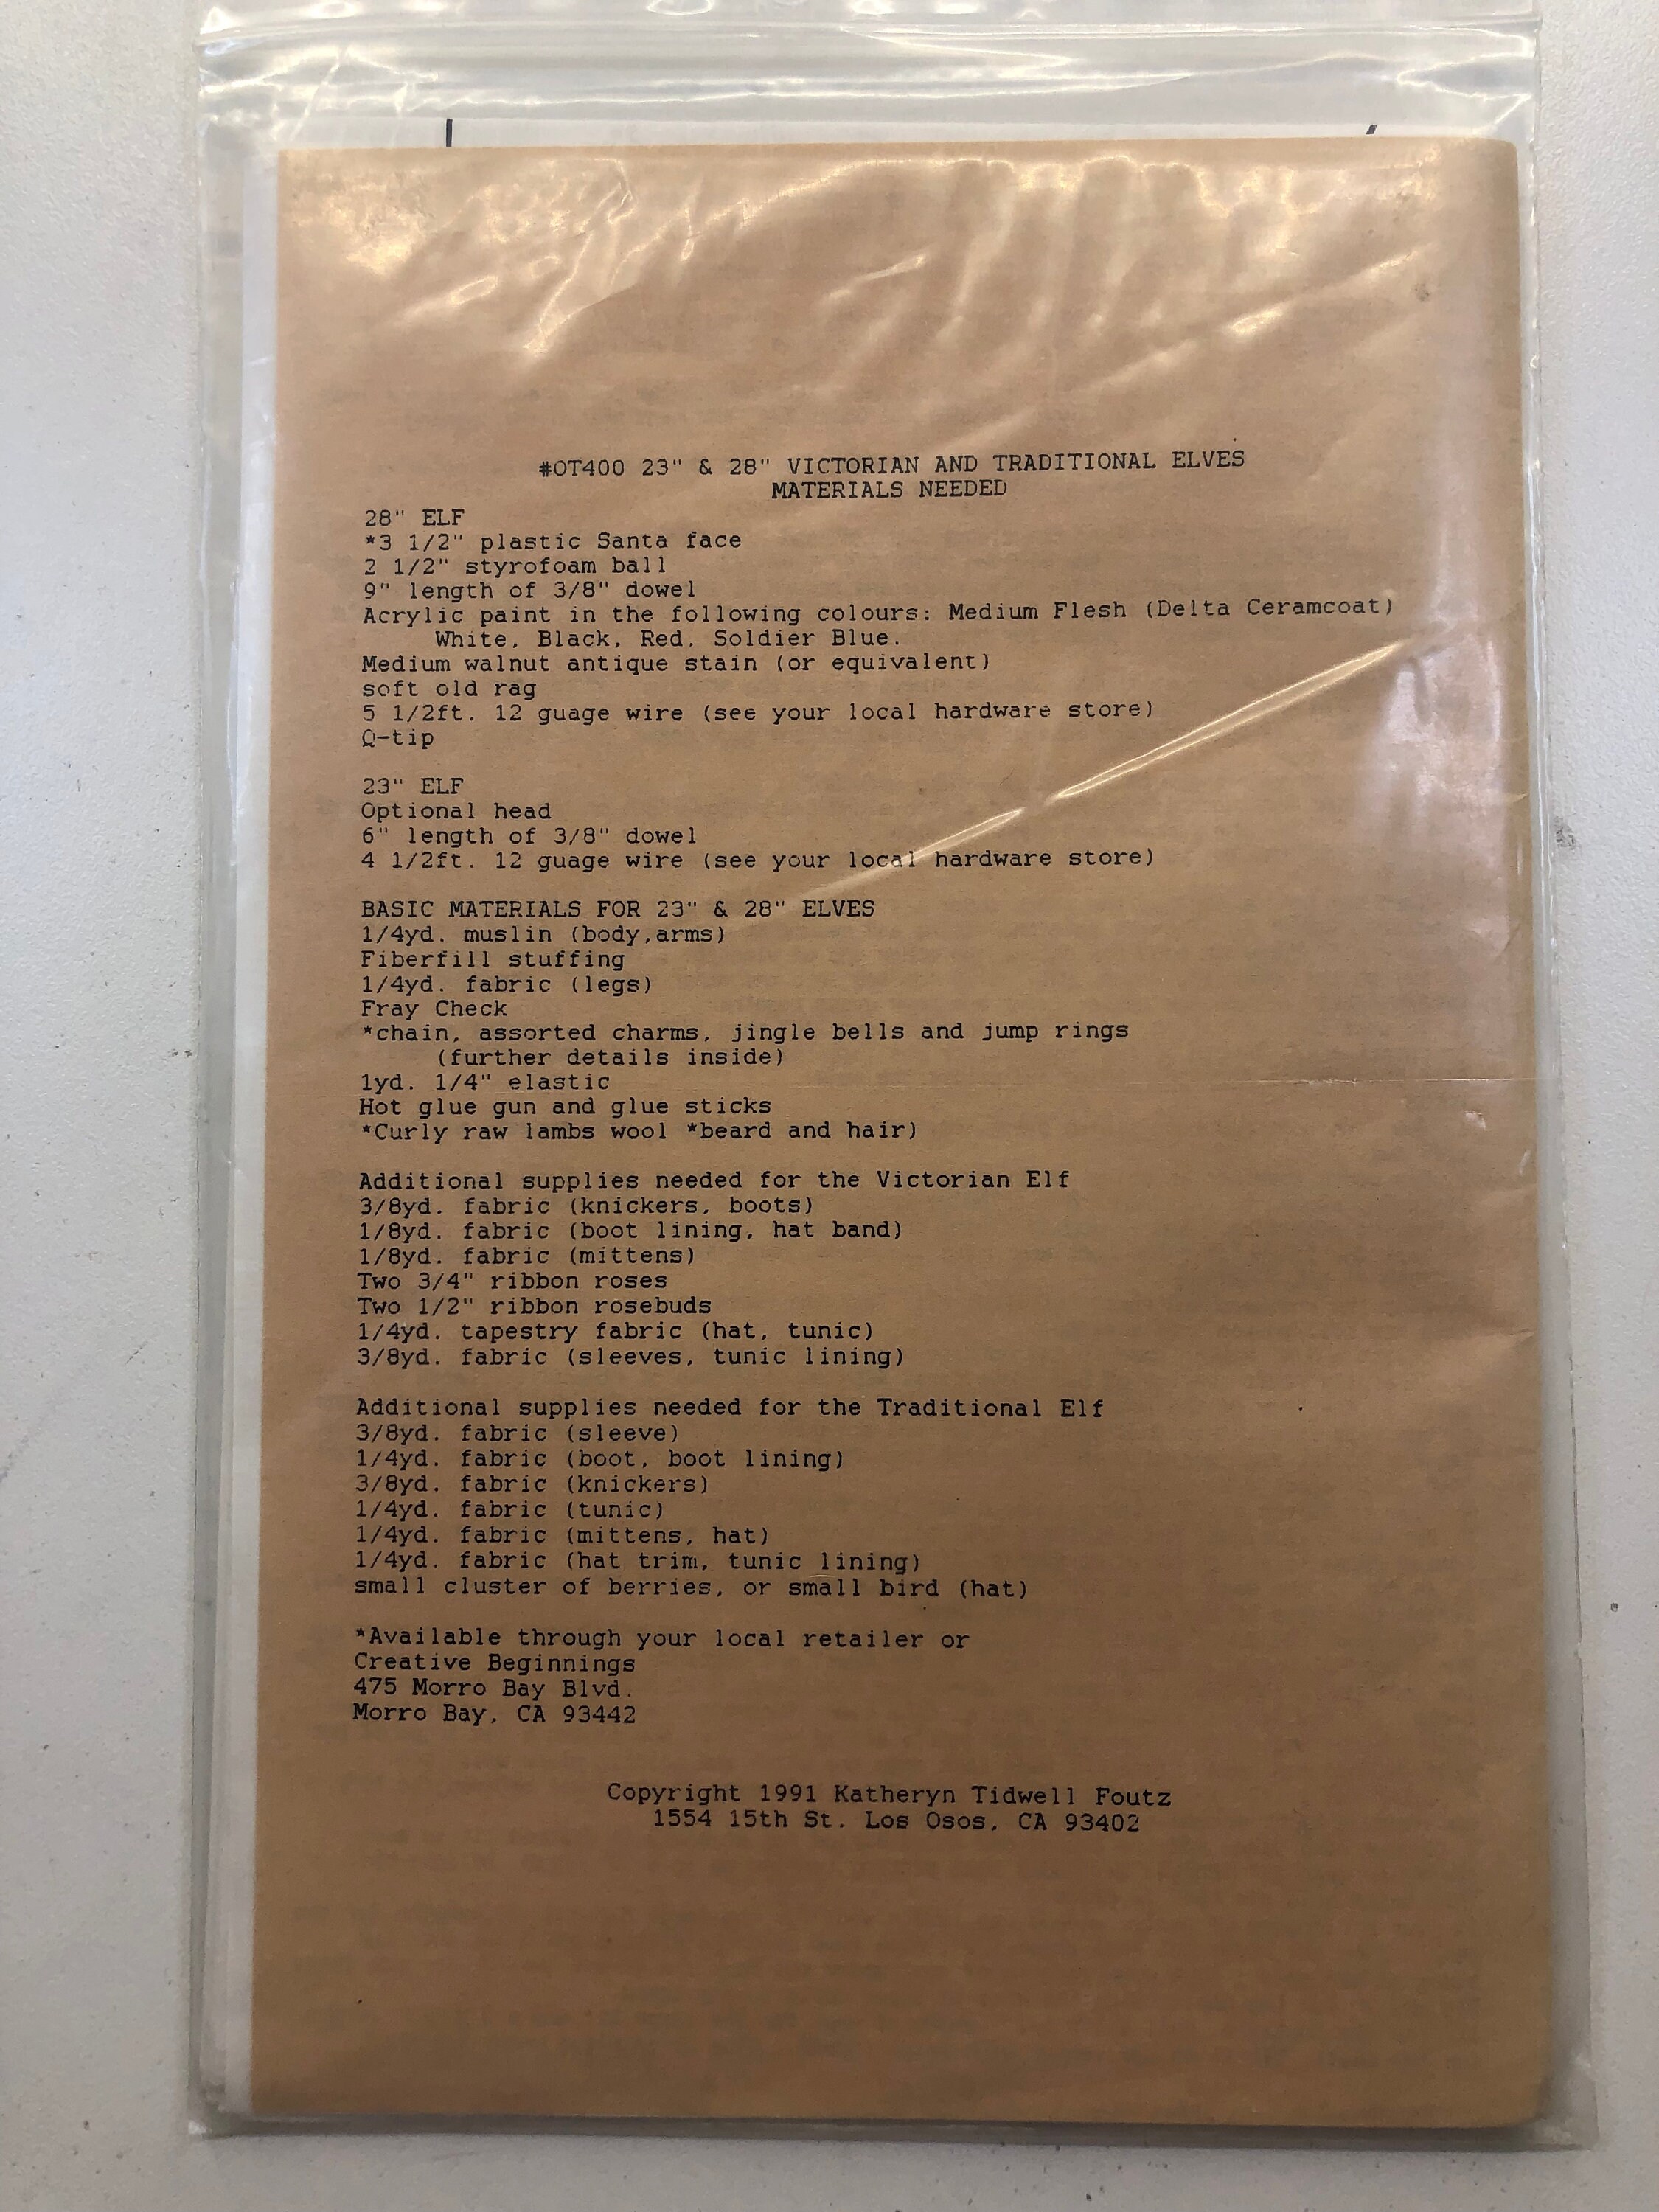 #OT400 23" & 28" VICTORIAN AND TRADITIONAL ELVES
MATERIALS NEEDED
28" ELF
*3 1/2" plastic Santa face
2 1/2" styrofoam ball
9" length of 3/8" dowel
Acrylic paint in the following colours: Medium Flesh (Delta Ceramcoat)
White, Black, Red, Soldier Blue.
Medium walnut antique stain (or equivalent)
soft old rag
5 1/2ft. 12 guage wire (see your local hardware store)
Q-tip
23" ELF
Optional head
6" length of 3/8" dowel
4 1/2ft. 12 guage wire (see your local hardware store)
BASIC MATERIALS FOR 23" & 28" ELVES
1/4yd. muslin (body,arms)
Fiberfill stuffing
1/4yd. fabric (legs)
Fray Check
*chain, assorted charms, jingle bells and jump rings
(further details inside)
1yd. 1/4" elastic
Hot glue gun and glue sticks
*Curly raw lambs wool *beard and hair)
Additional supplies needed for the Victorian Elf
3/8yd. fabric (knickers, boots)
1/8yd. fabric (boot lining, hat band)
1/8yd. fabric (mittens)
Two 3/4" ribbon roses
Two 1/2" ribbon rosebuds
1/4yd. tapestry fabric (hat, tunic)
3/8yd. fabric (sleeves, tunic lining)
Additional supplies needed for the Traditional Elf
3/8yd. fabric (sleeve)
1/4yd. fabric (boot, boot lining)
3/8yd. fabric (knickers)
1/4yd. fabric (tunic)
1/4yd. fabric (mittens, hat)
1/4yd. fabric (hat trim, tunic lining)
small cluster of berries, or small bird (hat)
*Available through your local retailer or
Creative Beginnings
475 Morro Bay Blvd.
Morro Bay, CA 93442
Copyright 1991 Katheryn Tidwell Foutz
1554 15th St. Los Osos, CA 93402